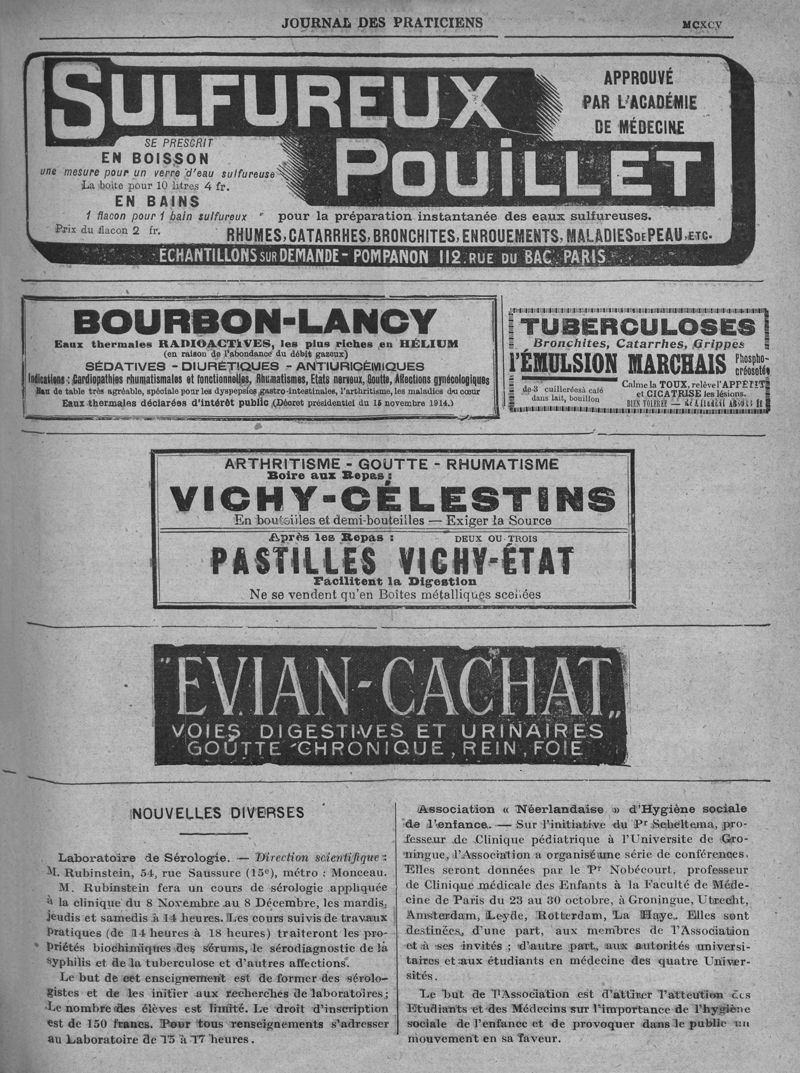 JOURNAL DES PRATICIENS
MCXCV
SULFUREUX
POUILLET
APPROUVÉ
PAR L'ACADÉMIE
DE MÉDECINE
SE PRESCRIT
EN BOISSON
une mesure pour un verre d'eau sulfureuse
La boite pour 10 litres 4 fr.
EN BAINS
1 flacon pour 1 bain sulfureux
Prix du flacon 2 fr.
pour la préparation instantanée des eaux sulfureuses.
RHUMES, CATARRHES, BRONCHITES, ENROUEMENTS, MALADIES DE PEAU, ETC.
ÉCHANTILLONS SUR DEMANDE - POMPANON 112, RUE DU BAC, PARIS
BOURBON-LANCY
Eaux thermales RADIOACTIVES, les plus riches en HÉLIUM
(en raison de l'abondance du débit gazeux)
SÉDATIVES - DIURÉTIQUES - ANTIURICÉMIQUES
Indications : Cardiopathies rhumatismales et fonctionnelles, Rhumatismes, Etats nerveux, Goutte, Affections gynécologiques
Eau de table très agréable, spéciale pour les dyspepsies gastro-intestinales, l'arthritisme, les maladies du cœur
Eaux thermales déclarées d'intérêt public (Décret présidentiel du 15 novembre 1914.)
TUBERCULOSES
Bronchites, Catarrhes, Grippes
l'ÉMULSION MARCHAIS Phospho-
créosotée
de 3 cuillerées à café
dans lait, bouillon
Calme la TOUX, relève l'APPÉTIT
et CICATRISE les lésions.
BIEN TOLÉRÉE —
ARTHRITISME - GOUTTE - RHUMATISME
Boire aux Repas :
VICHY-CÉLESTINS
En bouteilles et demi-bouteilles — Exiger la Source
Après les Repas : DEUX OU TROIS
PASTILLES VICHY-ÉTAT
Facilitent la Digestion
Ne se vendent qu'en Boîtes métalliques scellées
"EVIAN-CACHAT„
VOIES DIGESTIVES ET URINAIRES
GOUTTE CHRONIQUE, REIN, FOIE
NOUVELLES DIVERSES
Laboratoire de Sérologie. — Direction scientifique :
M. Rubinstein, 54, rue Saussure (15e), métro : Monceau.
M. Rubinstein fera un cours de sérologie appliquée
à la clinique du 8 Novembre au 8 Décembre, les mardis,
jeudis et samedis à 14 heures. Les cours suivis de travaux
pratiques (de 14 heures à 18 heures) traiteront les pro-
priétés biochimiques des sérums, le sérodiagnostic de la
syphilis et de la tuberculose et d'autres affections.
Le but de cet enseignement est de former des sérolo-
gistes et de les initier aux recherches de laboratoires;
Le nombre des élèves est limité. Le droit d'inscription
est de 150 francs. Pour tous renseignements s'adresser
au Laboratoire de 15 à 17 heures.
Association « Néerlandaise » d'Hygiène sociale
de l'enfance. — Sur l'initiative du Pr Scheltema, pro-
fesseur de Clinique pédiatrique à l'Universite de Gro-
ningue, l'Association a organisé une série de conférences.
Elles seront données par le Pr Nobécourt, professeur
de Clinique médicale des Enfants à la Faculté de Méde-
cine de Paris du 23 au 30 octobre, à Groningue, Utrecht,
Amsterdam, Leyde, Rotterdam, La Haye. Elles sont
destinées, d'une part, aux membres de l'Association
et à ses invités ; d'autre part, aux autorités universi-
taires et aux étudiants en médecine des quatre Univer-
sités.
Le but de l'Association est d'attirer l'attention des
Etudiants et des Médecins sur l'importance de l'hygiène
sociale de l'enfance et de provoquer dans le public un
mouvement en sa faveur.